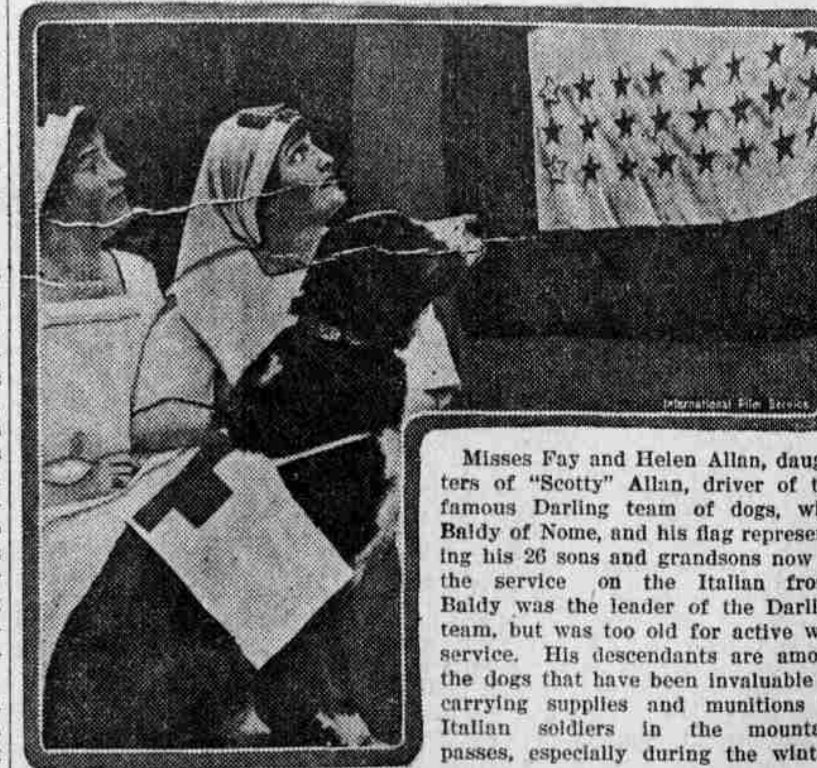 International Film Service
Misses Fay and Helen Allan, daug
ters of "Scotty" Allan, driver of t
famous Darling team of dogs, wi
Baldy of Nome, and his flag represe
ing his 26 sons and grandsons now
the service on the Italian fro
Baldy was the leader of the Darli
team, but was too old for active w
service. His descendants are amo
the dogs that have been invaluable
carrying supplies and munitions
Italian soldiers in the mounta
passes, especially during the wint